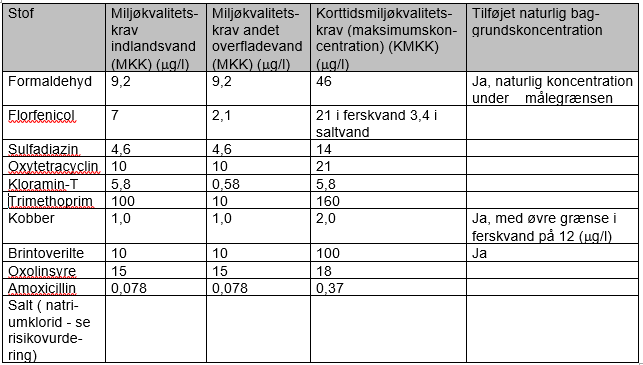 Stof
Miljøkvalitets-
krav
indlandsvand
(MKK) (µg/l)
Miljøkvalitets-
krav andet
overfladevand
(MKK) (µg/l)
Korttidsmiljøkvalitets-
krav (maksimumskon-
centration) (KMKK)
(µg/l)
Tilføjet naturlig bag-
grundskoncentration
Formaldehyd
9,2
9,2
46
Ja, naturlig koncentration
under målegrænsen
Florfenicol
7
2,1
21 i ferskvand 3,4 i
saltvand
Sulfadiazin
4,6
4,6
14
Oxytetracyclin
10
10
21
Kloramin-T
5,8
0,58
5,8
Trimethoprim
100
10
160
Kobber
1,0
1,0
2,0
Ja, med øvre grænse i
ferskvand på 12 (µg/l)
Brintoverilte
10
10
100
Ja
Oxolinsyre
15
15
18
Amoxicillin
0,078
0,078
0,37
Salt ( natri-
umklorid - se
risikovurde-
ring)